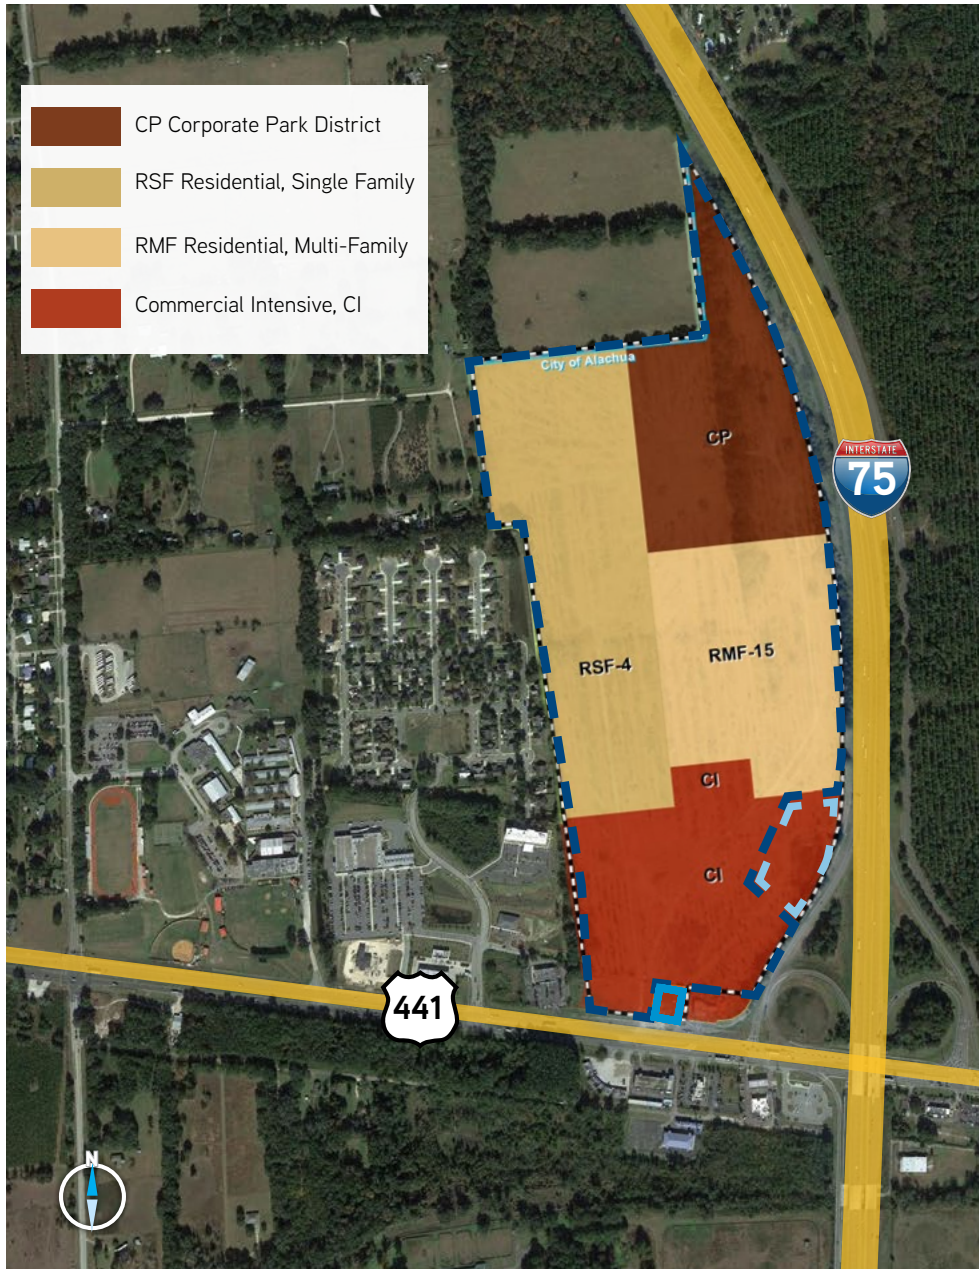 CP Corporate Park District
RSF Residential, Single Family
RMF Residential, Multi-Family
Commercial Intensive, CI
City of Alachua
CP
INTERSTATE
75
RSF-4
RMF-15
CI
CI
441
N